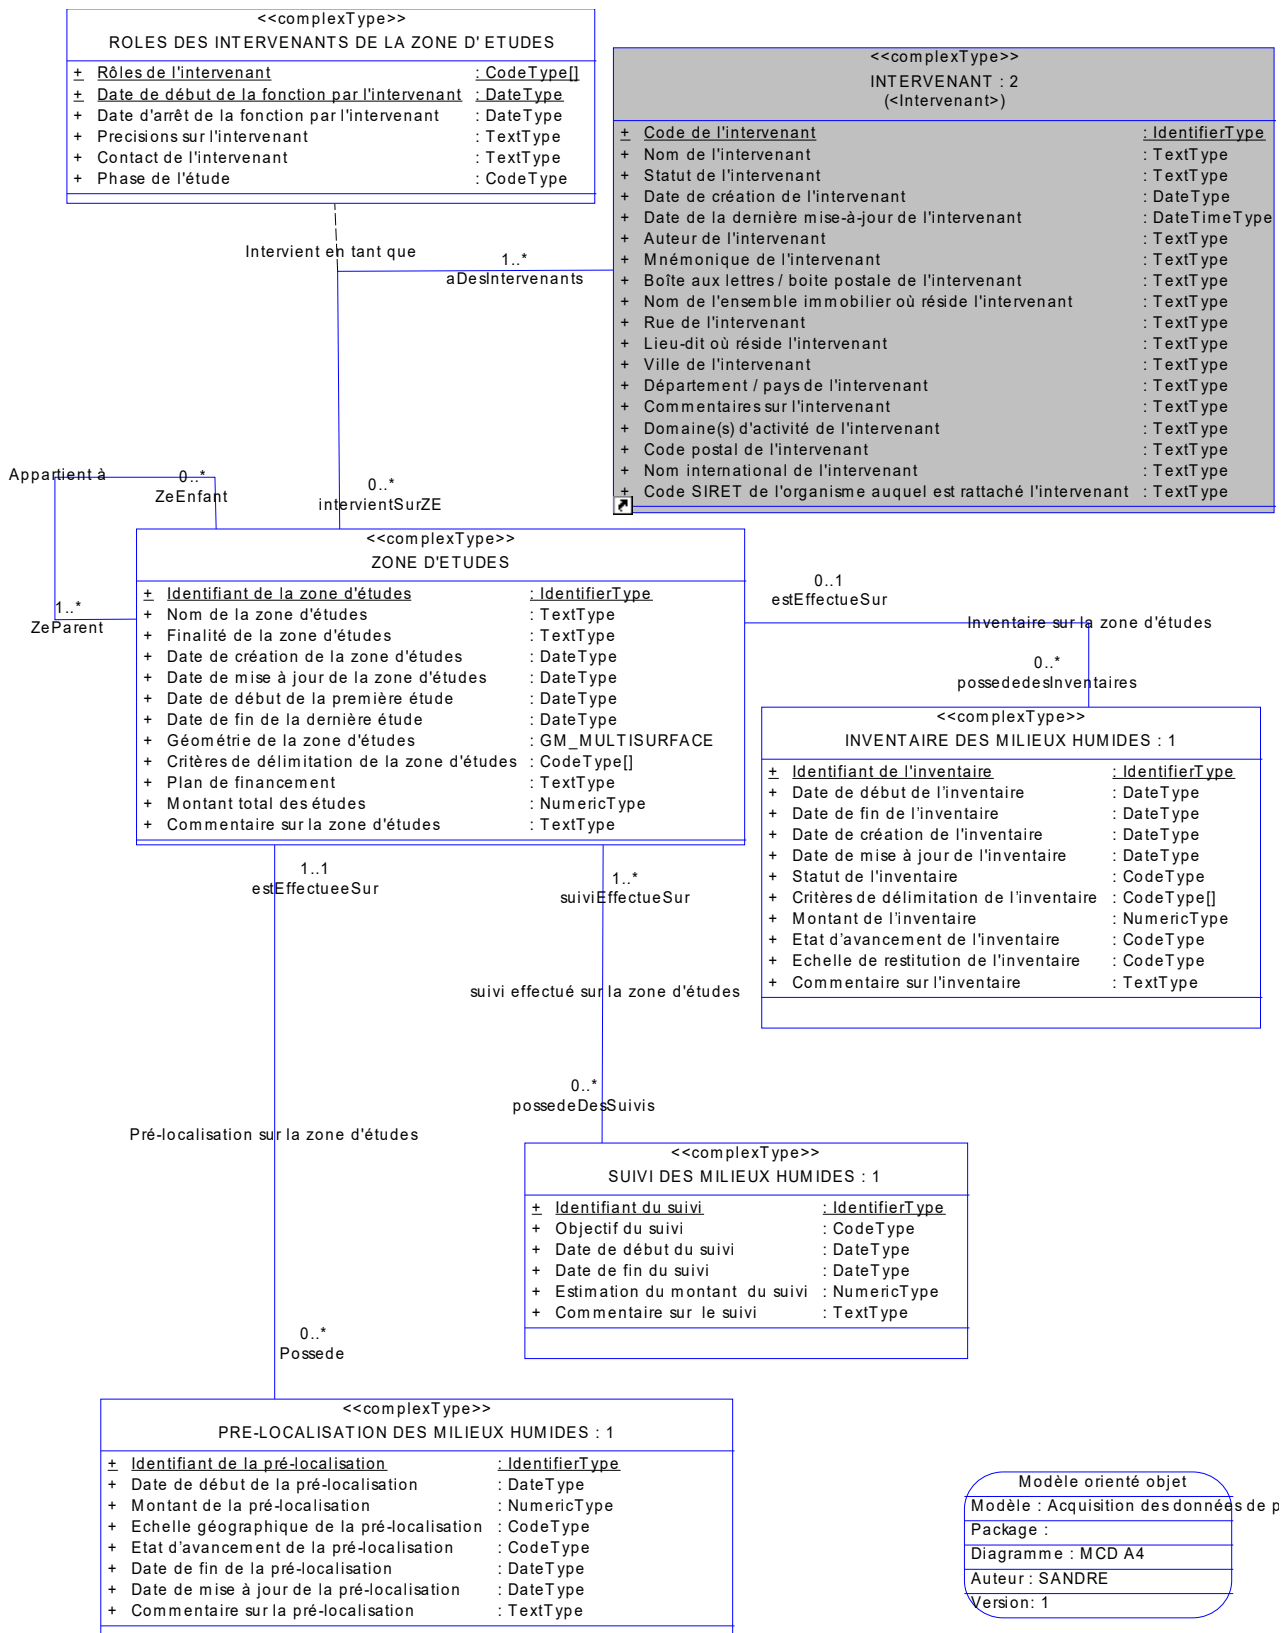 <<complexType>>
ROLES DES INTERVENANTS DE LA ZONE D' ETUDES
+ Rôles de l'intervenant : CodeType[]
+ Date de début de la fonction par l'intervenant : DateType
+ Date d'arrêt de la fonction par l'intervenant : DateType
+ Precisions sur l'intervenant : TextType
+ Contact de l'intervenant : TextType
+ Phase de l'étude : CodeType
<<complexType>>
INTERVENANT : 2
(<Intervenant>)
+ Code de l'intervenant : IdentifierType
+ Nom de l'intervenant : TextType
+ Statut de l'intervenant : TextType
+ Date de création de l'intervenant : DateType
+ Date de la dernière mise-à-jour de l'intervenant : DateTimeType
+ Auteur de l'intervenant : TextType
+ Mnémonique de l'intervenant : TextType
+ Boîte aux lettres / boite postale de l'intervenant : TextType
+ Nom de l'ensemble immobilier où réside l'intervenant : TextType
+ Rue de l'intervenant : TextType
+ Lieu-dit où réside l'intervenant : TextType
+ Ville de l'intervenant : TextType
+ Département / pays de l'intervenant : TextType
+ Commentaires sur l'intervenant : TextType
+ Domaine(s) d'activité de l'intervenant : TextType
+ Code postal de l'intervenant : TextType
+ Nom international de l'intervenant : TextType
+ Code SIRET de l'organisme auquel est rattaché l'intervenant : TextType
Intervient en tant que
1..*
aDesIntervenants
Appartient à
0..*
ZeEnfant
0..*
intervientSurZE
1..*
ZeParent
<<complexType>>
ZONE D'ETUDES
+ Identifiant de la zone d'études : IdentifierType
+ Nom de la zone d'études : TextType
+ Finalité de la zone d'études : TextType
+ Date de création de la zone d'études : DateType
+ Date de mise à jour de la zone d'études : DateType
+ Date de début de la première étude : DateType
+ Date de fin de la dernière étude : DateType
+ Géométrie de la zone d'études : GM_MULTISURFACE
+ Critères de délimitation de la zone d'études : CodeType[]
+ Plan de financement : TextType
+ Montant total des études : NumericType
+ Commentaire sur la zone d'études : TextType
0..1
estEffectueSur
Inventaire sur la zone d'études
0..*
possededesInventaires
<<complexType>>
INVENTAIRE DES MILIEUX HUMIDES : 1
+ Identifiant de l'inventaire : IdentifierType
+ Date de début de l’inventaire : DateType
+ Date de fin de l’inventaire : DateType
+ Date de création de l'inventaire : DateType
+ Date de mise à jour de l'inventaire : DateType
+ Statut de l'inventaire : CodeType
+ Critères de délimitation de l’inventaire : CodeType[]
+ Montant de l’inventaire : NumericType
+ Etat d’avancement de l'inventaire : CodeType
+ Echelle de restitution de l'inventaire : CodeType
+ Commentaire sur l'inventaire : TextType
1..1
estEffectueeSur
1..*
suiviEffectueSur
suivi effectué sur la zone d'études
0..*
possedeDesSuivis
Pré-localisation sur la zone d'études
<<complexType>>
SUIVI DES MILIEUX HUMIDES : 1
+ Identifiant du suivi : IdentifierType
+ Objectif du suivi : CodeType
+ Date de début du suivi : DateType
+ Date de fin du suivi : DateType
+ Estimation du montant du suivi : NumericType
+ Commentaire sur le suivi : TextType
0..*
Possede
<<complexType>>
PRE-LOCALISATION DES MILIEUX HUMIDES : 1
+ Identifiant de la pré-localisation : IdentifierType
+ Date de début de la pré-localisation : DateType
+ Montant de la pré-localisation : NumericType
+ Echelle géographique de la pré-localisation : CodeType
+ Etat d’avancement de la pré-localisation : CodeType
+ Date de fin de la pré-localisation : DateType
+ Date de mise à jour de la pré-localisation : DateType
+ Commentaire sur la pré-localisation : TextType
Modèle orienté objet
Modèle : Acquisition des données de p
Package :
Diagramme : MCD A4
Auteur : SANDRE
Version: 1